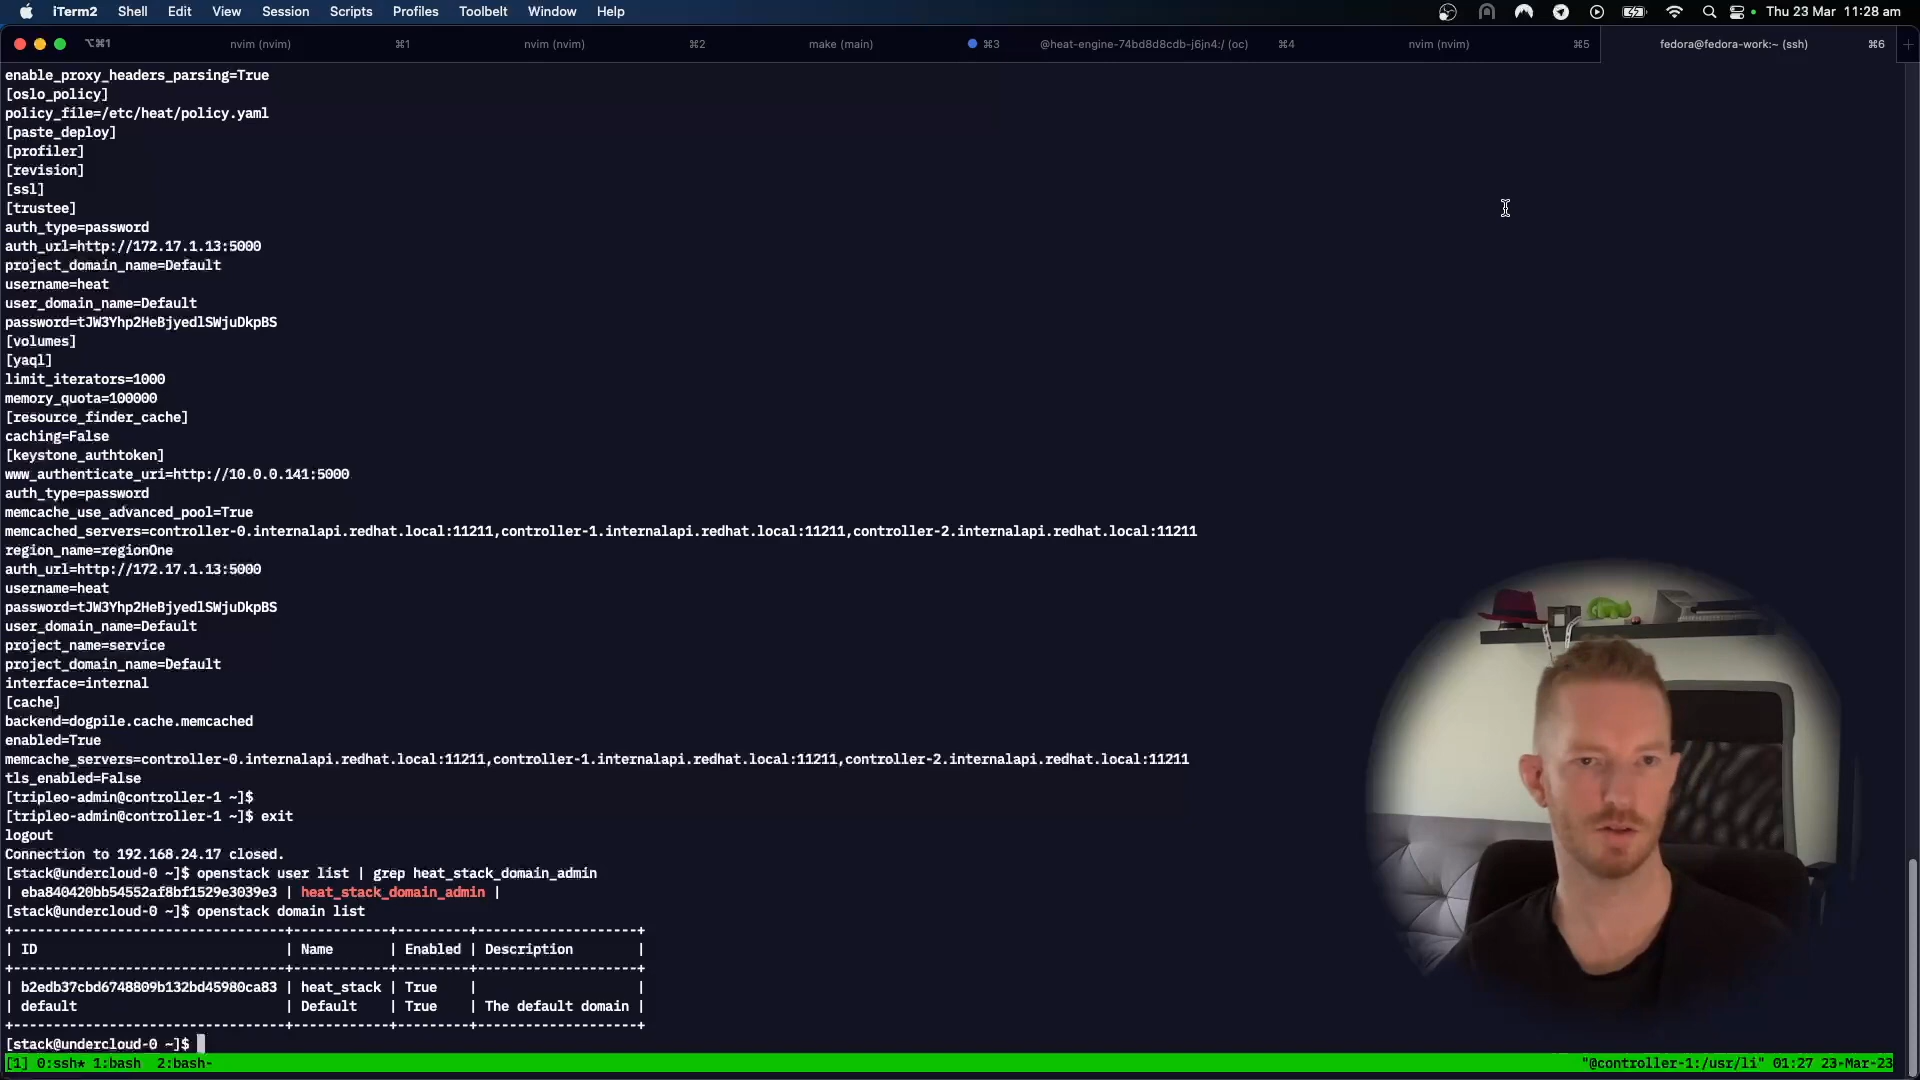 iTerm2 Shell Edit View Session Scripts Profiles Toolbelt Window Help Thu 23 Mar 11:28 am
⌥⌘1 nvim (nvim) ⌘1 nvim (nvim) ⌘2 make (main) ⌘3 @heat-engine-74bd8d8cdb-j6jn4:/ (oc) ⌘4 nvim (nvim) ⌘5 fedora@fedora-work:~ (ssh) ⌘6
enable_proxy_headers_parsing=True
[oslo_policy]
policy_file=/etc/heat/policy.yaml
[paste_deploy]
[profiler]
[revision]
[ssl]
[trustee]
auth_type=password
auth_url=http://172.17.1.13:5000
project_domain_name=Default
username=heat
user_domain_name=Default
password=tJW3Yhp2HeBjyedlSWjuDkpBS
[volumes]
[yaql]
limit_iterators=1000
memory_quota=100000
[resource_finder_cache]
caching=False
[keystone_authtoken]
www_authenticate_uri=http://10.0.0.141:5000
auth_type=password
memcache_use_advanced_pool=True
memcached_servers=controller-0.internalapi.redhat.local:11211,controller-1.internalapi.redhat.local:11211,controller-2.internalapi.redhat.local:11211
region_name=regionOne
auth_url=http://172.17.1.13:5000
username=heat
password=tJW3Yhp2HeBjyedlSWjuDkpBS
user_domain_name=Default
project_name=service
project_domain_name=Default
interface=internal
[cache]
backend=dogpile.cache.memcached
enabled=True
memcache_servers=controller-0.internalapi.redhat.local:11211,controller-1.internalapi.redhat.local:11211,controller-2.internalapi.redhat.local:11211
tls_enabled=False
[tripleo-admin@controller-1 ~]$
[tripleo-admin@controller-1 ~]$ exit
logout
Connection to 192.168.24.17 closed.
[stack@undercloud-0 ~]$ openstack user list | grep heat_stack_domain_admin
| eba840420bb54552af8bf1529e3039e3 | heat_stack_domain_admin |
[stack@undercloud-0 ~]$ openstack domain list
+----------------------------------+------------+---------+--------------------+
| ID                               | Name       | Enabled | Description        |
+----------------------------------+------------+---------+--------------------+
| b2edb37cbd6748809b132bd45980ca83 | heat_stack | True    |                    |
| default                          | Default    | True    | The default domain |
+----------------------------------+------------+---------+--------------------+
[stack@undercloud-0 ~]$
[1] 0:ssh* 1:bash 2:bash- "@controller-1:/usr/li" 01:27 23-Mar-23